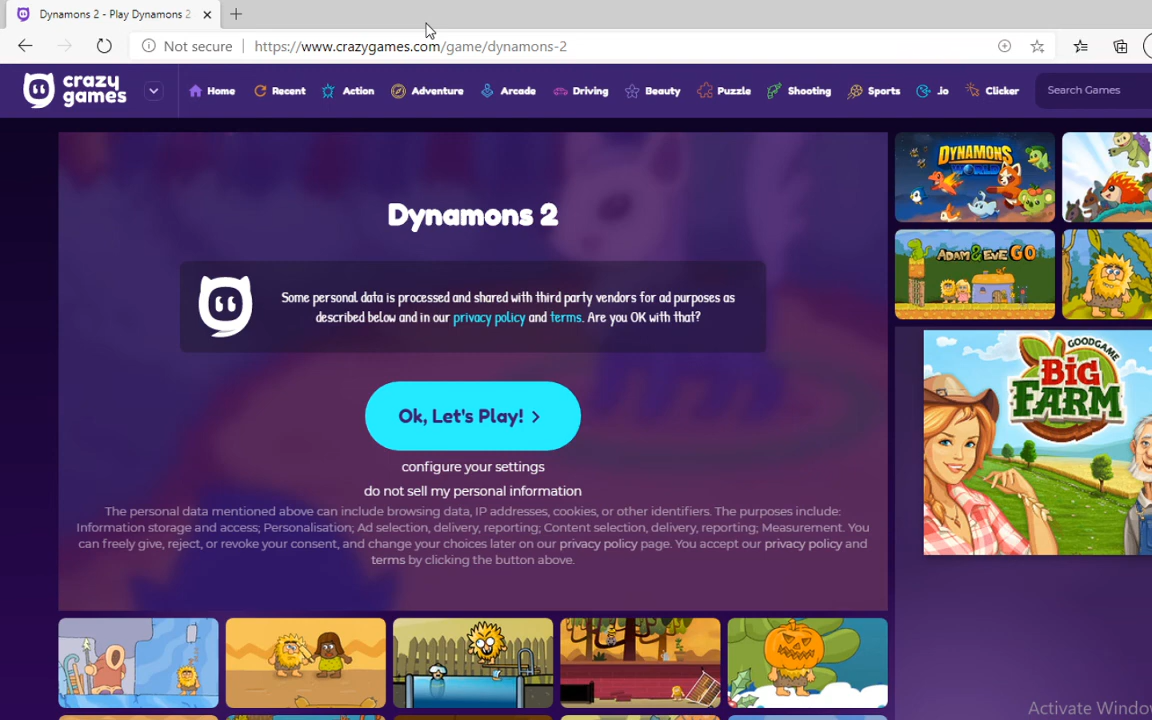 Dynamons 2 - Play Dynamons 2
Not secure
https://www.crazygames.com/game/dynamons-2
crazy games
Home Recent Action Adventure Arcade Driving Beauty Puzzle Shooting Sports .io Clicker
Search Games
Dynamons 2
Some personal data is processed and shared with third party vendors for ad purposes as
described below and in our privacy policy and terms. Are you OK with that?
Ok, Let's Play!
configure your settings
do not sell my personal information
The personal data mentioned above can include browsing data, IP addresses, cookies, or other identifiers. The purposes include:
Information storage and access; Personalisation; Ad selection, delivery, reporting; Content selection, delivery, reporting; Measurement. You
can freely give, reject, or revoke your consent, and change your choices later on our privacy policy page. You accept our privacy policy and
terms by clicking the button above.
DYNAMONS
WORLD
ADAM & EVE GO
GOODGAME
BIG
FARM
Activate Windo